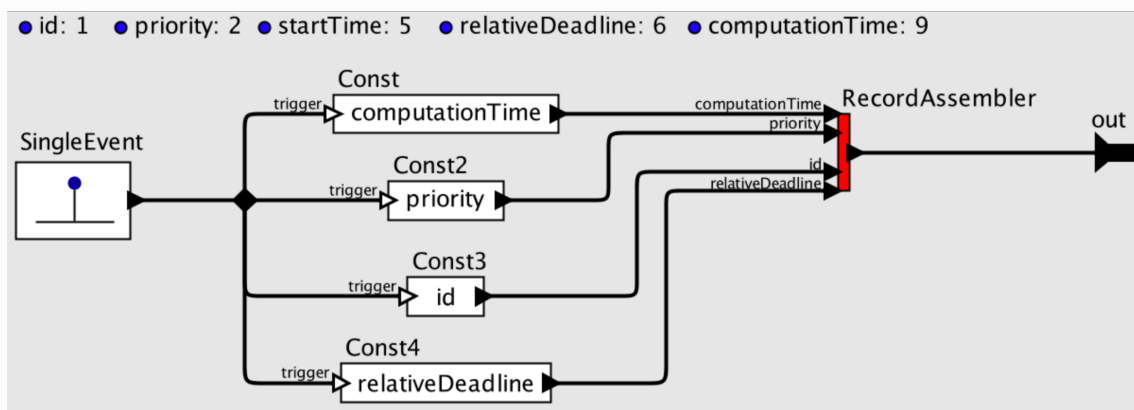 id: 1 priority: 2 startTime: 5 relativeDeadline: 6 computationTime: 9
Const
trigger computationTime computationTime RecordAssembler
priority out
SingleEvent
Const2
id
trigger priority relativeDeadline
Const3
trigger id
Const4
trigger relativeDeadline